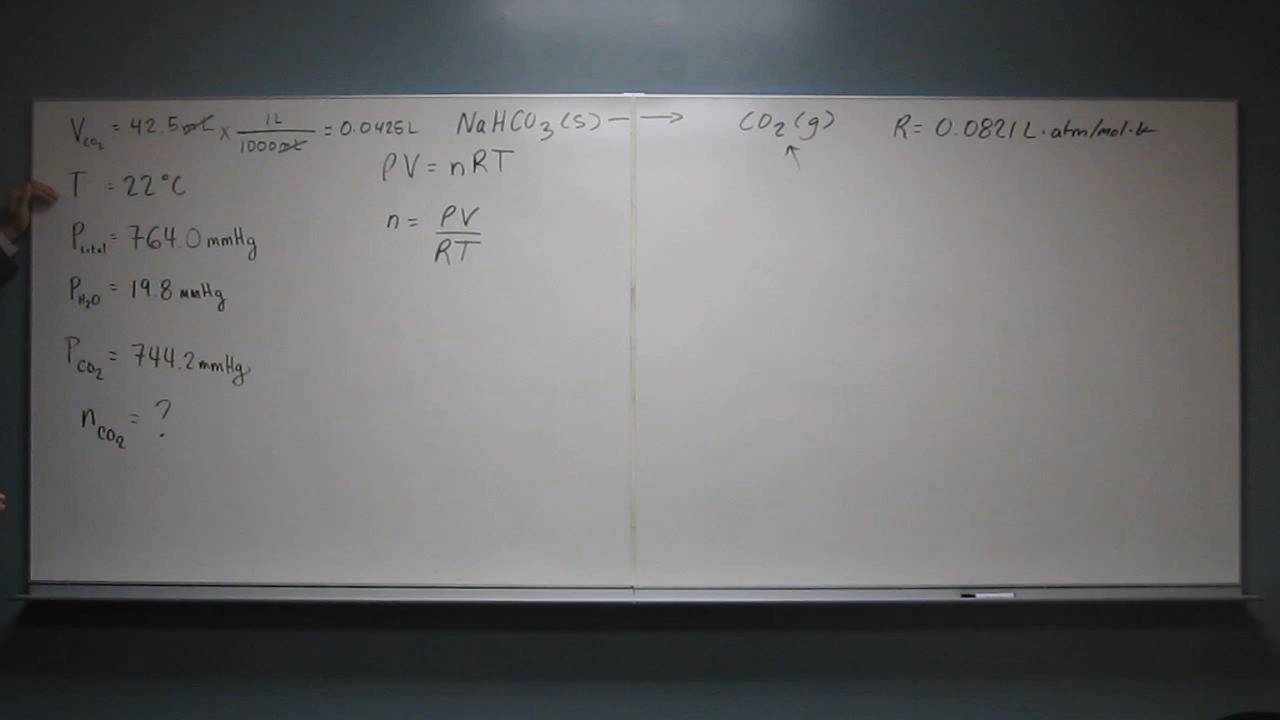 V_CO₂ = 42.5 mL × 1L / 1000 mL = 0.0425L
NaHCO₃(s) — → CO₂(g)
↑
R = 0.0821 L·atm/mol·k
T = 22°C
P_total = 764.0 mmHg
P_H₂O = 19.8 mmHg
P_CO₂ = 744.2 mmHg
n_CO₂ = ?
PV = nRT
n = PV / RT